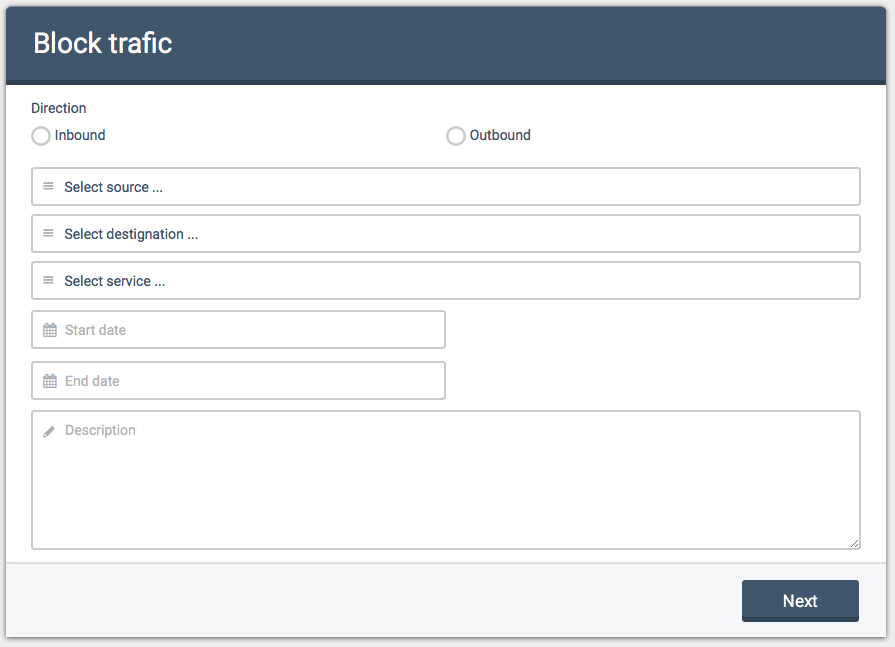 Block trafic
Direction
Inbound Outbound
Select source ...
Select destignation ...
Select service ...
Start date
End date
Description
Next